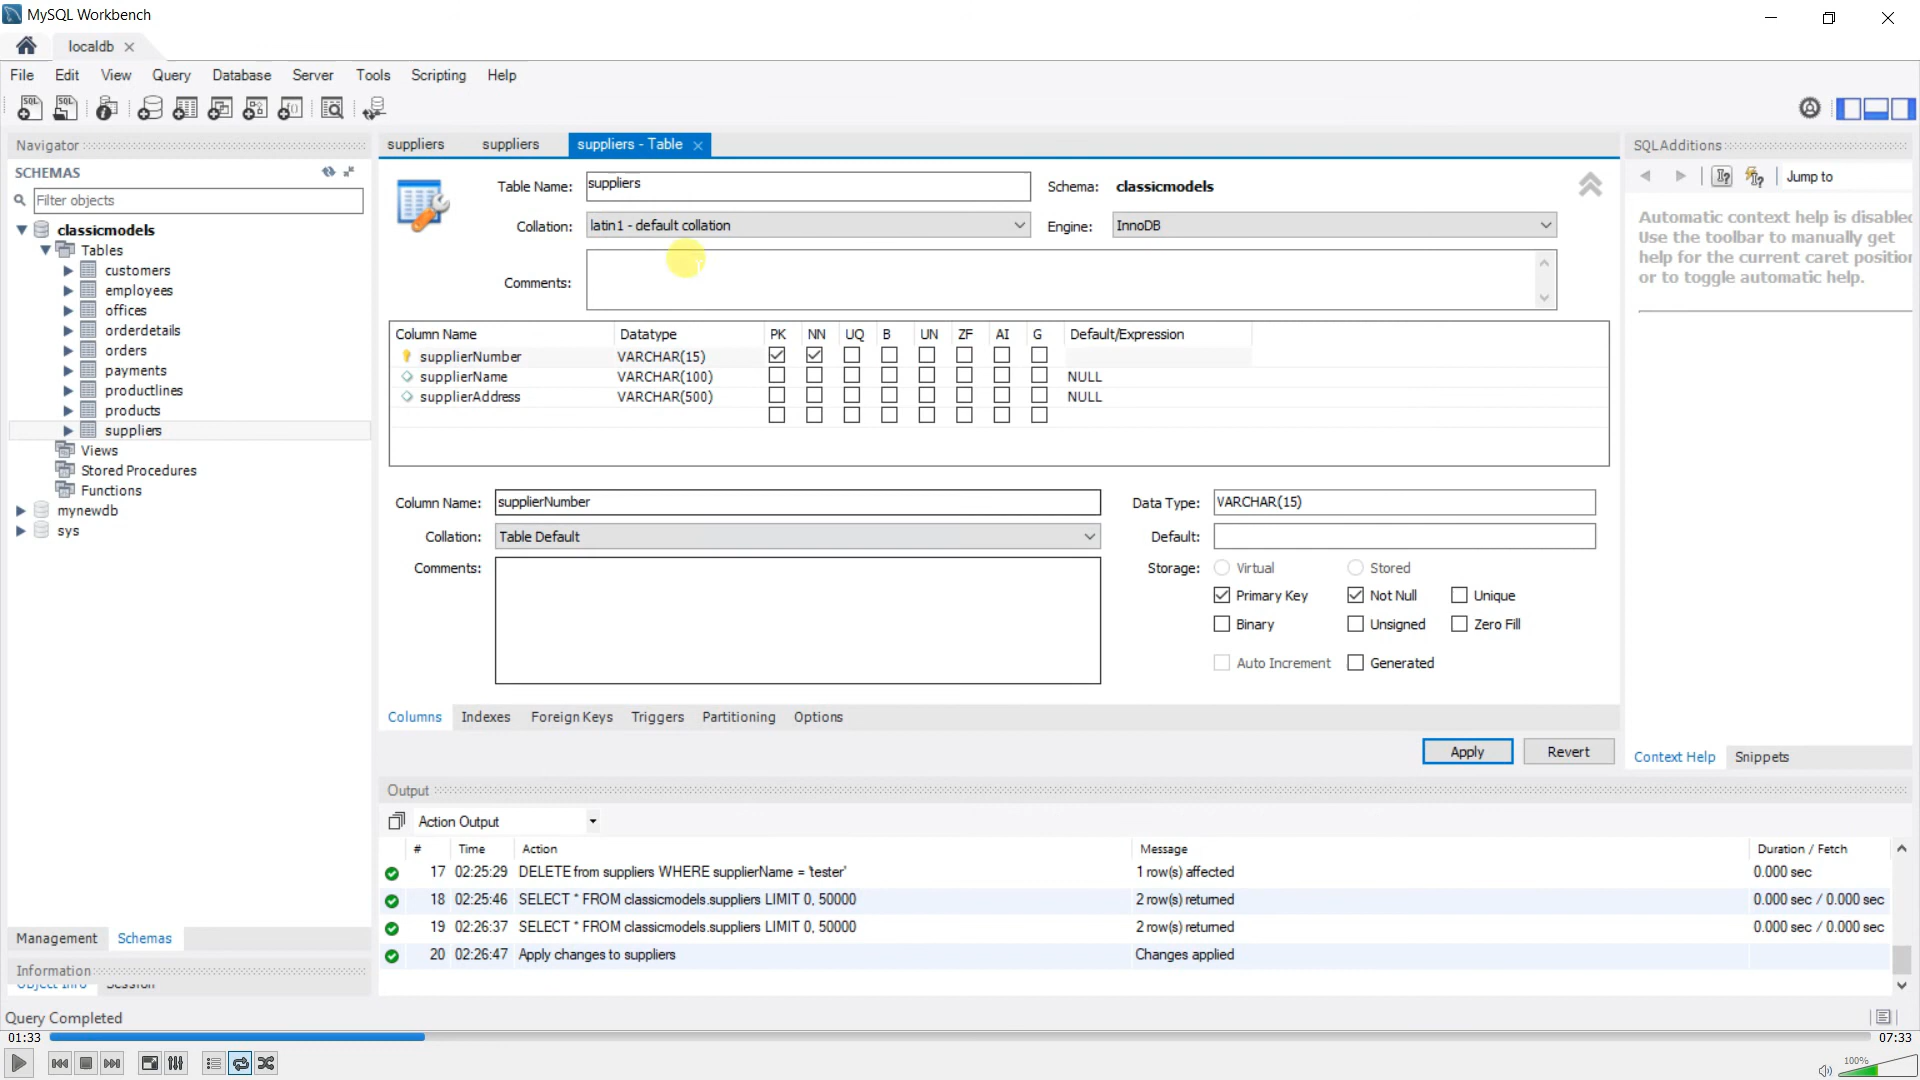 MySQL Workbench
localdb
File Edit View Query Database Server Tools Scripting Help
Navigator
SCHEMAS
Filter objects
classicmodels
Tables
customers
employees
offices
orderdetails
orders
payments
productlines
products
suppliers
Views
Stored Procedures
Functions
mynewdb
sys
Management Schemas
Information
Object Info Session
Query Completed
suppliers suppliers suppliers - Table
Table Name: suppliers Schema: classicmodels
Collation: latin1 - default collation Engine: InnoDB
Comments:
Column Name Datatype PK NN UQ B UN ZF AI G Default/Expression
supplierNumber VARCHAR(15)
supplierName VARCHAR(100) NULL
supplierAddress VARCHAR(500) NULL
Column Name: supplierNumber Data Type: VARCHAR(15)
Collation: Table Default Default:
Comments: Storage: Virtual Stored
Primary Key Not Null Unique
Binary Unsigned Zero Fill
Auto Increment Generated
Columns Indexes Foreign Keys Triggers Partitioning Options
Apply Revert
SQLAdditions
Jump to
Automatic context help is disabled
Use the toolbar to manually get
help for the current caret position
or to toggle automatic help.
Context Help Snippets
Output
Action Output
# Time Action Message Duration / Fetch
17 02:25:29 DELETE from suppliers WHERE supplierName = 'tester' 1 row(s) affected 0.000 sec
18 02:25:46 SELECT * FROM classicmodels.suppliers LIMIT 0, 50000 2 row(s) returned 0.000 sec / 0.000 sec
19 02:26:37 SELECT * FROM classicmodels.suppliers LIMIT 0, 50000 2 row(s) returned 0.000 sec / 0.000 sec
20 02:26:47 Apply changes to suppliers Changes applied
01:33 07:33
100%